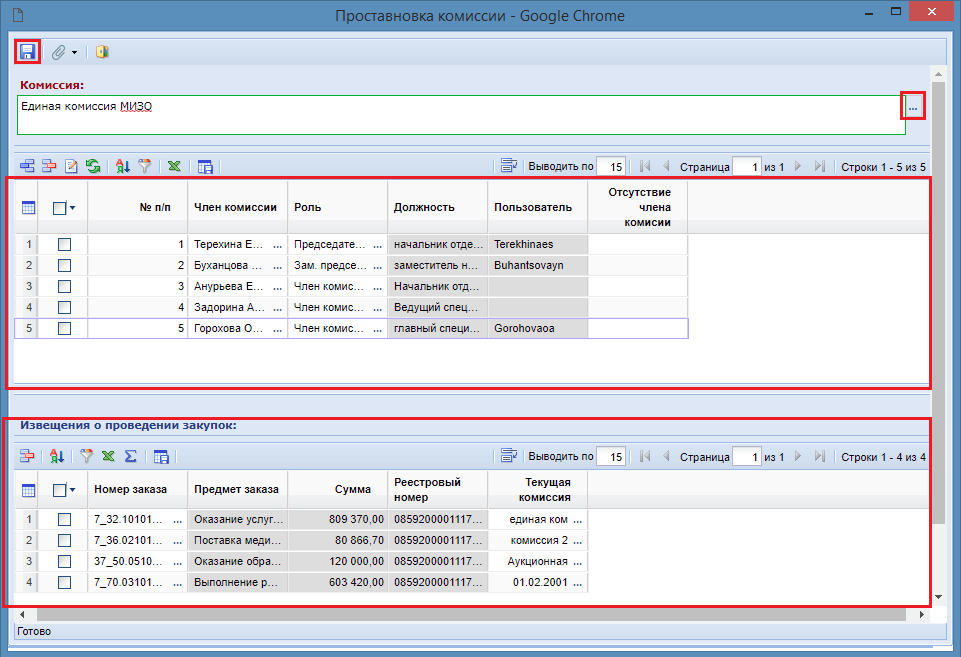 Проставновка комиссии - Google Chrome
Комиссия:
Единая комиссия МИЗО
...
Выводить по 15 Страница 1 из 1 Строки 1 - 5 из 5
№ п/п Член комиссии Роль Должность Пользователь Отсутствие члена комисии
1 1 Терехина Е... ... Председате... ... начальник отде... Terekhinaes
2 2 Буханцова ... ... Зам. предсе... ... заместитель н... Buhantsovayn
3 3 Анурьева Е... ... Член комис... ... Начальник отд...
4 4 Задорина А... ... Член комис... ... Ведущий спец...
5 5 Горохова О... ... Член комис... ... главный специ... Gorohovaoa
Извещения о проведении закупок:
Выводить по 15 Страница 1 из 1 Строки 1 - 4 из 4
Номер заказа Предмет заказа Сумма Реестровый номер Текущая комиссия
1 7_32.10101... ... Оказание услуг... 809 370,00 0859200001117... единая ком ...
2 7_36.02101... ... Поставка меди... 80 866,70 0859200001117... комиссия 2 ...
3 37_50.0510... ... Оказание обра... 120 000,00 0859200001117... Аукционная ...
4 7_70.03101... ... Выполнение р... 603 420,00 0859200001117... 01.02.2001 ...
Готово